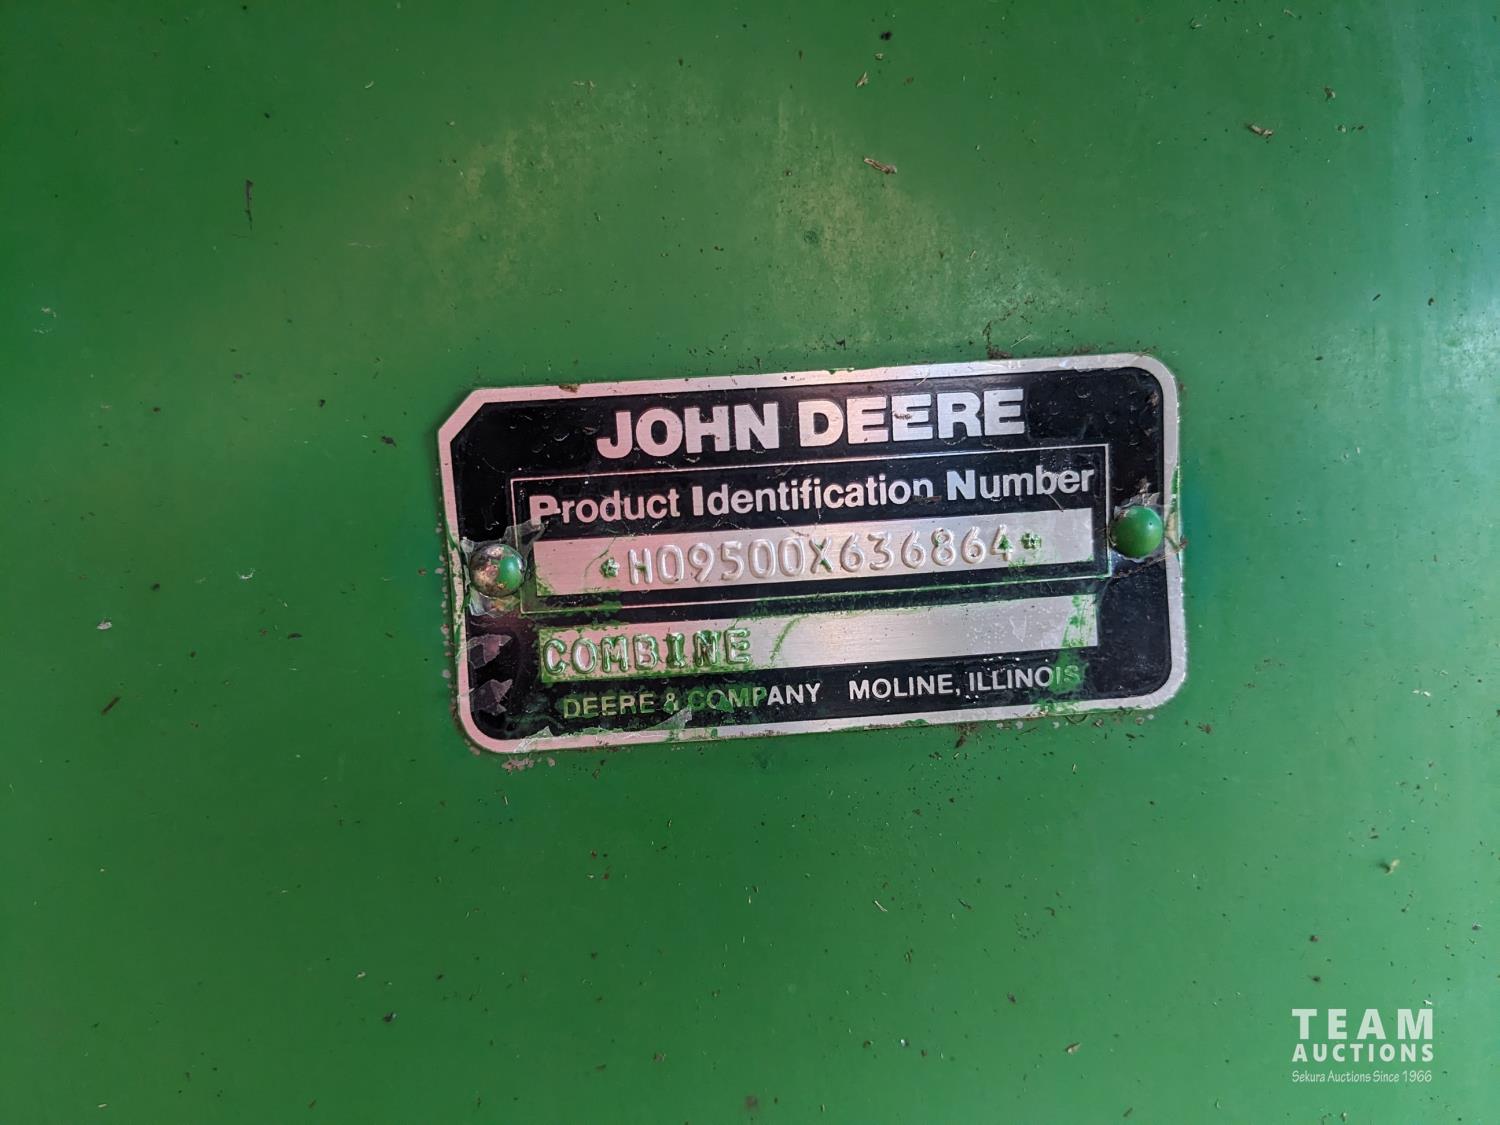 JOHN DEERE
Product Identification Number
*H09500X636864*
COMBINE
DEERE & COMPANY MOLINE, ILLINOIS
TEAM
AUCTIONS
Sekura Auctions Since 1966